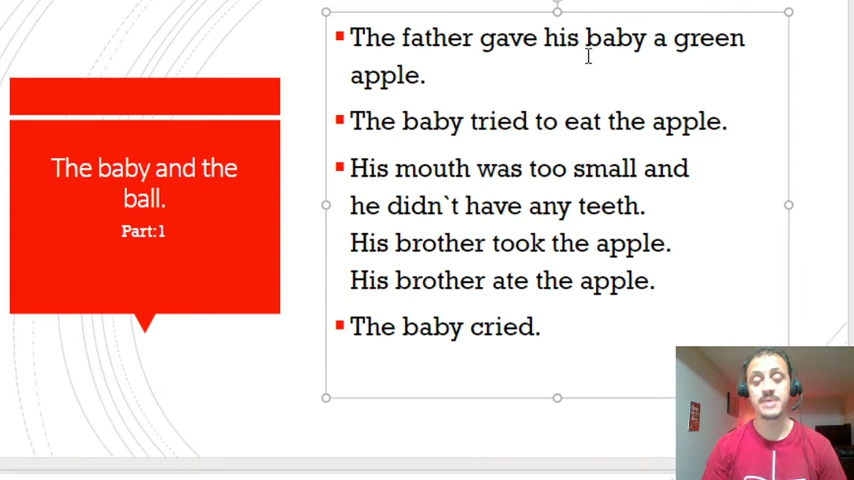 The baby and the
ball.
Part:1
The father gave his baby a green
apple.
The baby tried to eat the apple.
His mouth was too small and
he didn`t have any teeth.
His brother took the apple.
His brother ate the apple.
The baby cried.